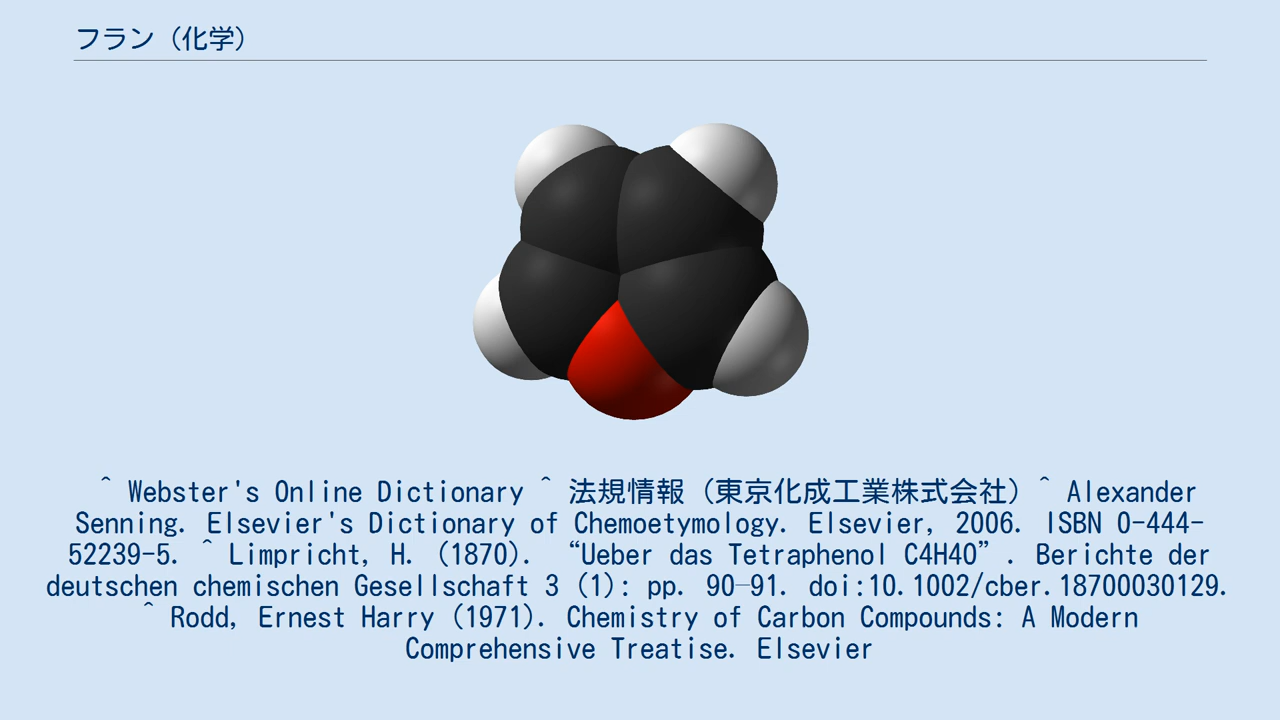 フラン（化学）
^ Webster's Online Dictionary ^ 法規情報（東京化成工業株式会社）^ Alexander
Senning. Elsevier's Dictionary of Chemoetymology. Elsevier, 2006. ISBN 0-444-
52239-5. ^ Limpricht, H. (1870). “Ueber das Tetraphenol C4H4O”. Berichte der
deutschen chemischen Gesellschaft 3 (1): pp. 90–91. doi:10.1002/cber.18700030129.
^ Rodd, Ernest Harry (1971). Chemistry of Carbon Compounds: A Modern
Comprehensive Treatise. Elsevier